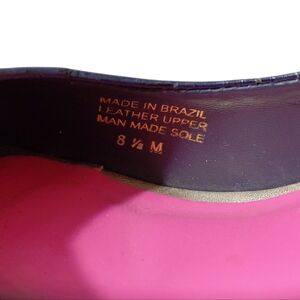 MADE IN BRAZIL
LEATHER UPPER
MAN MADE SOLE
8 ½ M